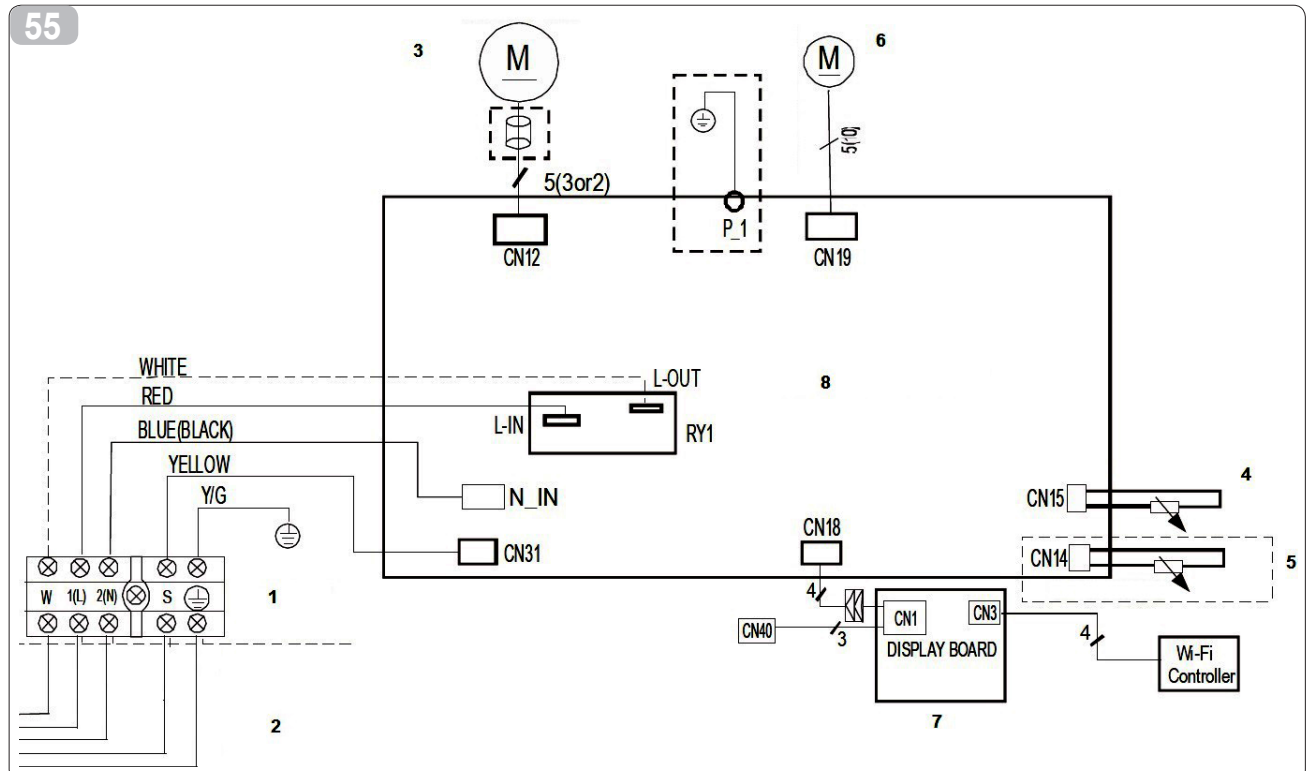 55
3
M
6
M
5(10)
5(3or2)
P_1
CN12
CN19
WHITE
L-OUT
RED
8
L-IN
RY1
BLUE(BLACK)
YELLOW
4
Y/G
N_IN
CN15
CN18
CN31
CN14
5
W 1(L) 2(N) S
1
4
CN1
CN3
CN40
3
4
DISPLAY BOARD
Wi-Fi
Controller
2
7